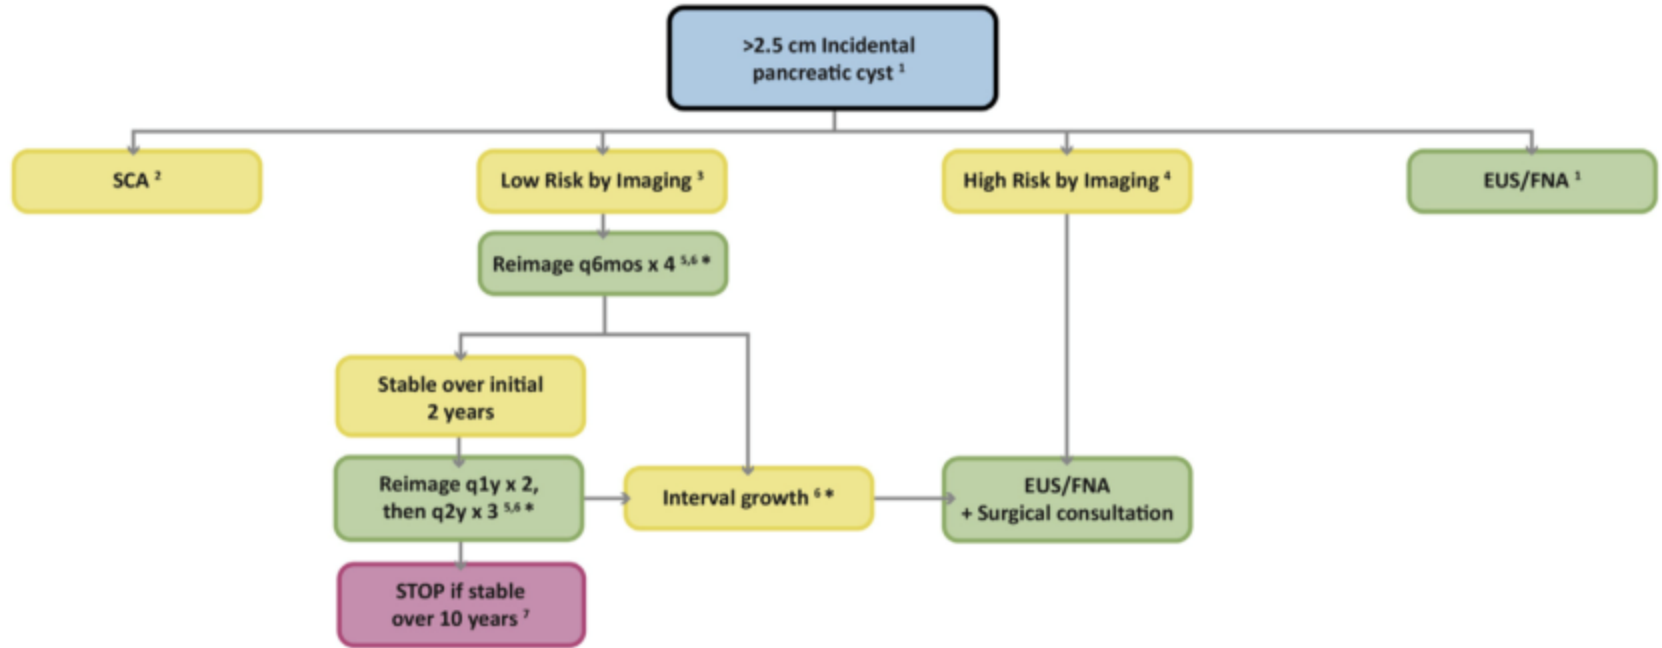 >2.5 cm Incidental
pancreatic cyst ¹
SCA ²
Low Risk by Imaging ³
High Risk by Imaging ⁴
EUS/FNA ¹
Reimage q6mos x 4 ⁵,⁶ *
Stable over initial
2 years
Reimage q1y x 2,
then q2y x 3 ⁵,⁶ *
Interval growth ⁶ *
EUS/FNA
+ Surgical consultation
STOP if stable
over 10 years ⁷